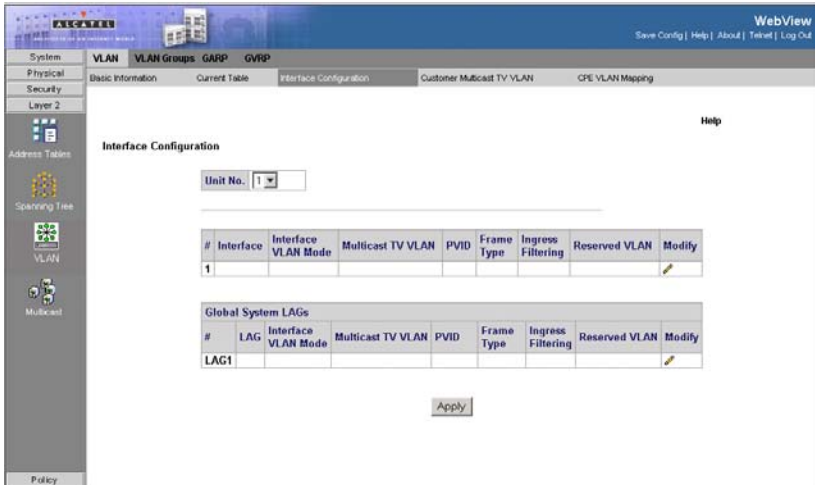 ALCATEL
WebView
Save Config | Help | About | Telnet | Log Out
System
Physical
Security
Layer 2
Address Tables
Spanning Tree
VLAN
Multicast
Policy
VLAN VLAN Groups GARP GVRP
Basic Information Current Table Interface Configuration Customer Multicast TV VLAN CPE VLAN Mapping
Help
Interface Configuration
Unit No. 1
# Interface Interface VLAN Mode Multicast TV VLAN PVID Frame Type Ingress Filtering Reserved VLAN Modify
1
Global System LAGs
# LAG Interface VLAN Mode Multicast TV VLAN PVID Frame Type Ingress Filtering Reserved VLAN Modify
LAG1
Apply